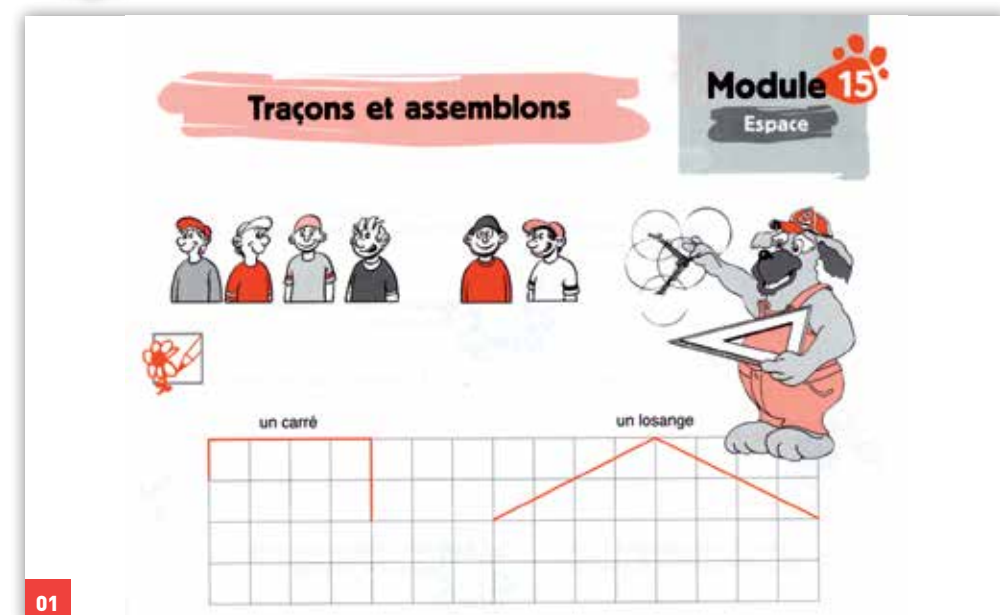 Traçons et assemblons
Module 15
Espace
un carré
un losange
01